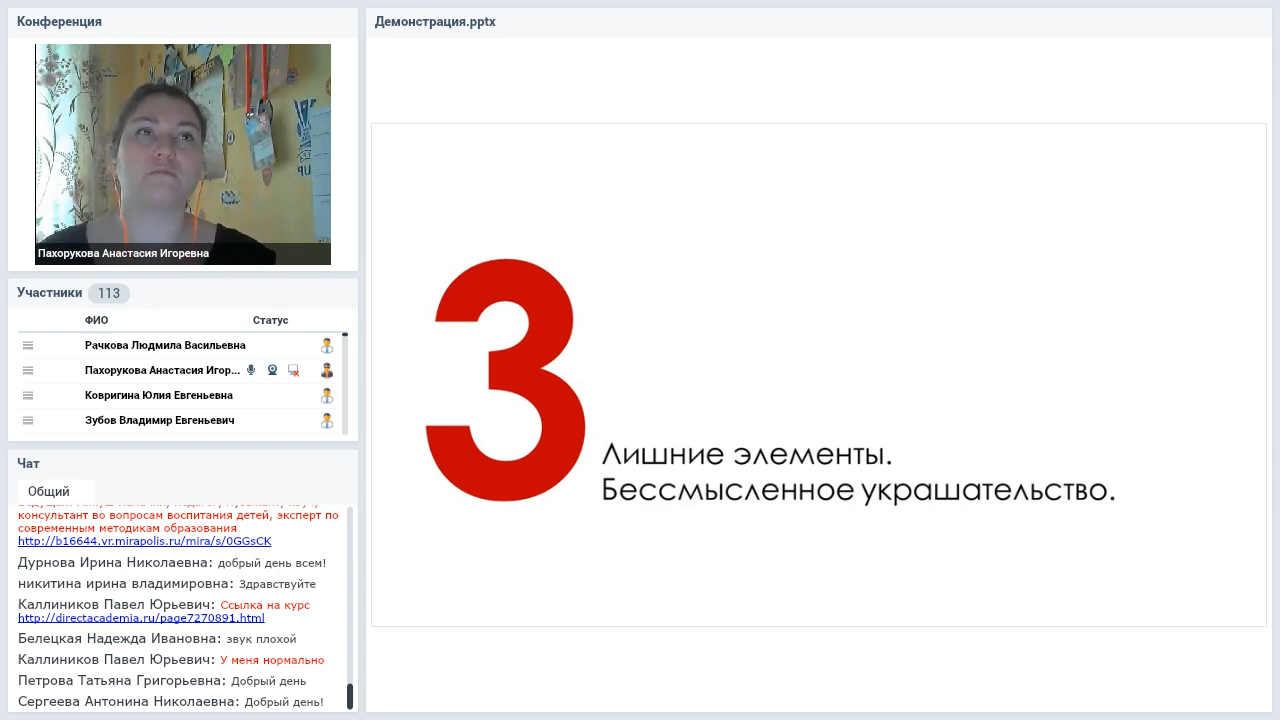 Конференция
Пахорукова Анастасия Игоревна
Участники 113
ФИО Статус
Рачкова Людмила Васильевна
Пахорукова Анастасия Игор...
Ковригина Юлия Евгеньевна
Зубов Владимир Евгеньевич
Чат
Общий
консультант во вопросам воспитания детей, эксперт по
современным методикам образования
http://b16644.vr.mirapolis.ru/mira/s/0GGsCK
Дурнова Ирина Николаевна: добрый день всем!
никитина ирина владимировна: Здравствуйте
Каллиников Павел Юрьевич: Ссылка на курс
http://directacademia.ru/page7270891.html
Белецкая Надежда Ивановна: звук плохой
Каллиников Павел Юрьевич: У меня нормально
Петрова Татьяна Григорьевна: Добрый день
Сергеева Антонина Николаевна: Добрый день!
Демонстрация.pptx
3
Лишние элементы.
Бессмысленное украшательство.